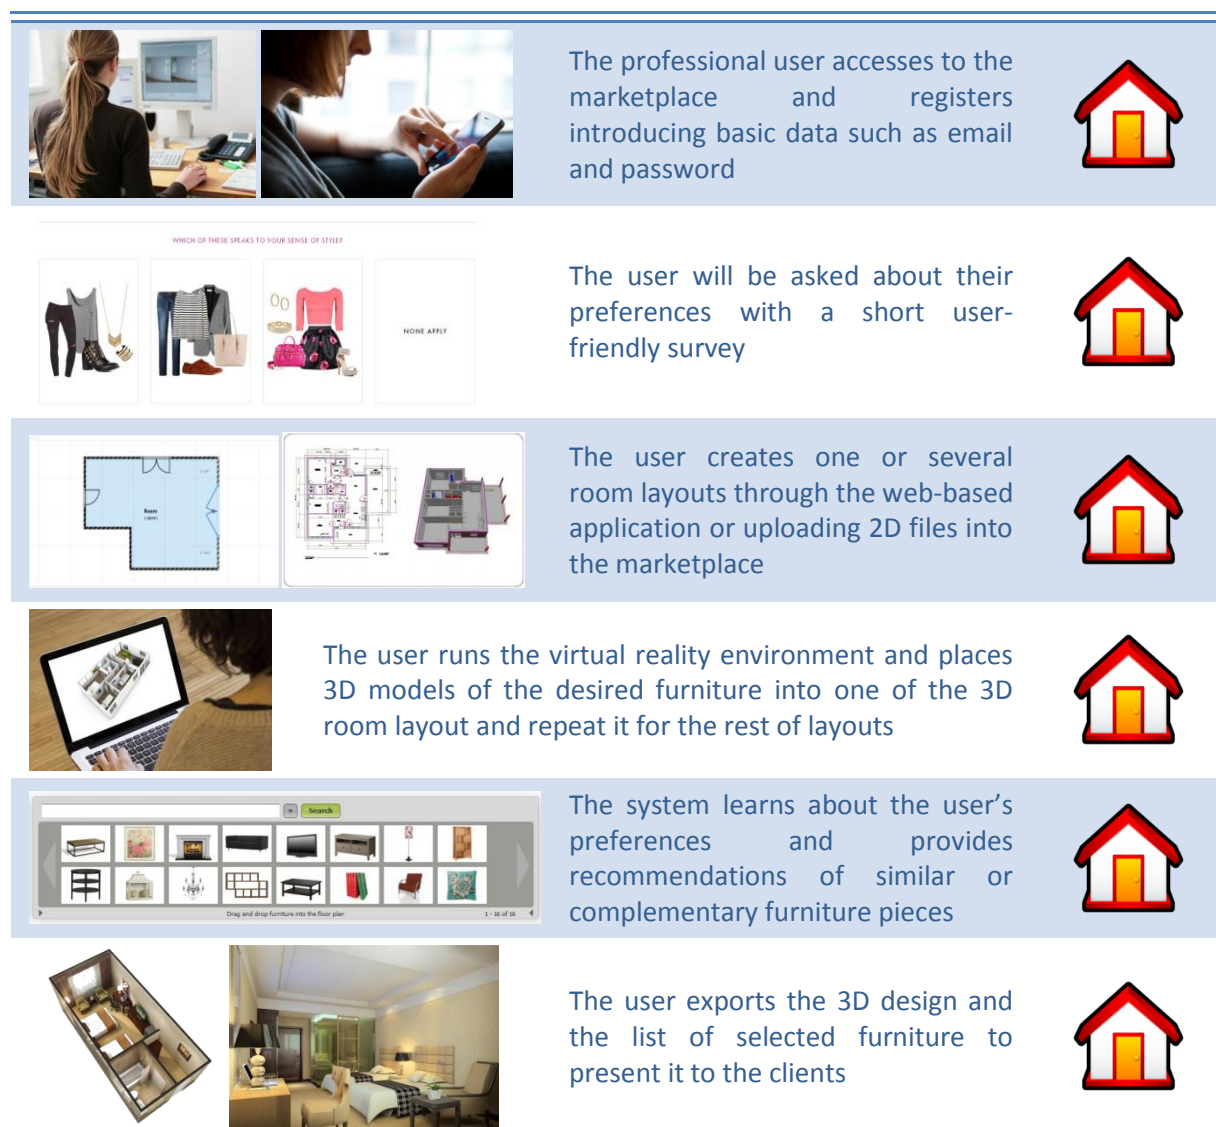 The professional user accesses to the
marketplace and registers
introducing basic data such as email
and password
WHICH OF THESE SPEAKS TO YOUR SENSE OF STYLE?
NONE APPLY
The user will be asked about their
preferences with a short user-
friendly survey
Room
The user creates one or several
room layouts through the web-based
application or uploading 2D files into
the marketplace
The user runs the virtual reality environment and places
3D models of the desired furniture into one of the 3D
room layout and repeat it for the rest of layouts
Search
Drag and drop furniture into the floor plan
1 - 16 of 16
The system learns about the user's
preferences and provides
recommendations of similar or
complementary furniture pieces
The user exports the 3D design and
the list of selected furniture to
present it to the clients